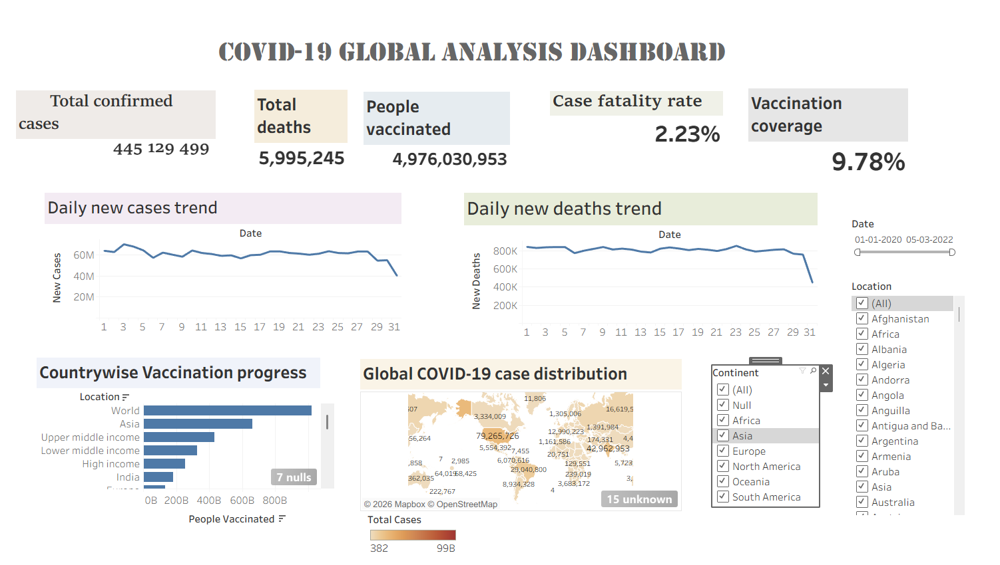 COVID-19 GLOBAL ANALYSIS DASHBOARD
Total confirmed
cases
445 129 499
Total
deaths
5,995,245
People
vaccinated
4,976,030,953
Case fatality rate
2.23%
Vaccination
coverage
9.78%
Daily new cases trend
Date
New Cases
60M
40M
20M
1 3 5 7 9 11 13 15 17 19 21 23 25 27 29 31
Daily new deaths trend
Date
New Deaths
800K
600K
400K
200K
1 3 5 7 9 11 13 15 17 19 21 23 25 27 29 31
Date
01-01-2020 05-03-2022
Location
(All)
Afghanistan
Africa
Albania
Algeria
Andorra
Angola
Anguilla
Antigua and Ba...
Argentina
Armenia
Aruba
Asia
Australia
Countrywise Vaccination progress
Location
World
Asia
Upper middle income
Lower middle income
High income
India
Europe
7 nulls
0B 200B 400B 600B 800B
People Vaccinated
Global COVID-19 case distribution
11,806
507
3,334,009
1,305,006
16,619,5
56,264
79,265,726
12,990,223
1,391,984
1,161,586
174,331
4,4
5,554,392
7,455
42,962,953
20,751
,858
7
2,985
6,070,616
129,551
5,723
29,040,800
362,035
64,019
68,425
239,019
3,
8,934,328
3,683,172
222,767
4
15 unknown
© 2026 Mapbox © OpenStreetMap
Total Cases
382
99B
Continent
(All)
Null
Africa
Asia
Europe
North America
Oceania
South America